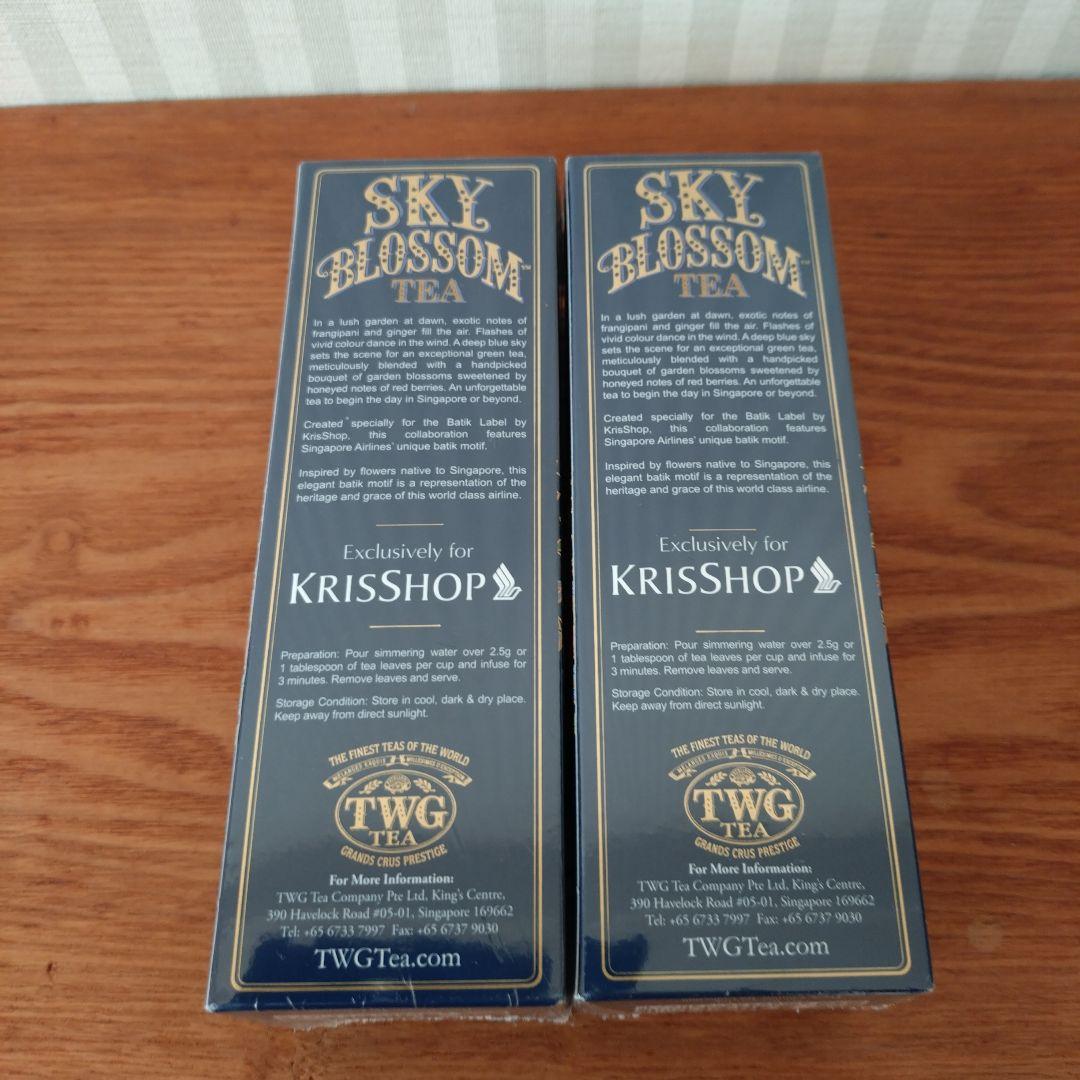 SKY
BLOSSOM™
TEA
In a lush garden at dawn, exotic notes of
frangipani and ginger fill the air. Flashes of
vivid colour dance in the wind. A deep blue sky
sets the scene for an exceptional green tea,
meticulously blended with a handpicked
bouquet of garden blossoms sweetened by
honeyed notes of red berries. An unforgettable
tea to begin the day in Singapore or beyond.
Created specially for the Batik Label by
KrisShop, this collaboration features
Singapore Airlines' unique batik motif.
Inspired by flowers native to Singapore, this
elegant batik motif is a representation of the
heritage and grace of this world class airline.
Exclusively for
KRISSHOP
Preparation: Pour simmering water over 2.5g or
1 tablespoon of tea leaves per cup and infuse for
3 minutes. Remove leaves and serve.
Storage Condition: Store in cool, dark & dry place.
Keep away from direct sunlight.
THE FINEST TEAS OF THE WORLD
MÉLANGES EXQUIS MILLÉSIMES D'EXCEPTION
TWG
TEA
GRANDS CRUS PRESTIGE
For More Information:
TWG Tea Company Pte Ltd, King's Centre,
390 Havelock Road #05-01, Singapore 169662
Tel: +65 6733 7997 Fax: +65 6737 9030
TWGTea.com
SKY
BLOSSOM™
TEA
In a lush garden at dawn, exotic notes of
frangipani and ginger fill the air. Flashes of
vivid colour dance in the wind. A deep blue sky
sets the scene for an exceptional green tea,
meticulously blended with a handpicked
bouquet of garden blossoms sweetened by
honeyed notes of red berries. An unforgettable
tea to begin the day in Singapore or beyond.
Created specially for the Batik Label by
KrisShop, this collaboration features
Singapore Airlines' unique batik motif.
Inspired by flowers native to Singapore, this
elegant batik motif is a representation of the
heritage and grace of this world class airline.
Exclusively for
KRISSHOP
Preparation: Pour simmering water over 2.5g or
1 tablespoon of tea leaves per cup and infuse for
3 minutes. Remove leaves and serve.
Storage Condition: Store in cool, dark & dry place.
Keep away from direct sunlight.
THE FINEST TEAS OF THE WORLD
MÉLANGES EXQUIS MILLÉSIMES D'EXCEPTION
TWG
TEA
GRANDS CRUS PRESTIGE
For More Information:
TWG Tea Company Pte Ltd, King's Centre,
390 Havelock Road #05-01, Singapore 169662
Tel: +65 6733 7997 Fax: +65 6737 9030
TWGTea.com